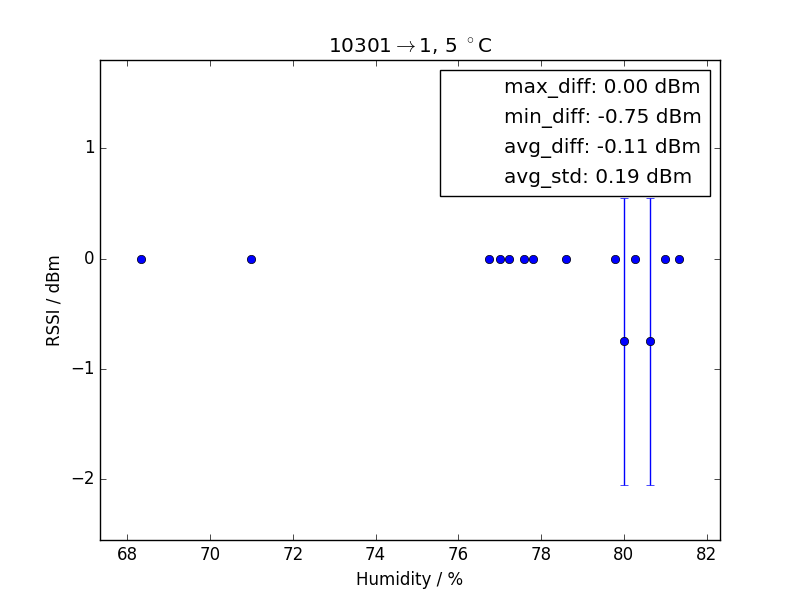 10301→1, 5 °C
max_diff: 0.00 dBm
min_diff: -0.75 dBm
avg_diff: -0.11 dBm
avg_std: 0.19 dBm
1
0
−1
−2
RSSI / dBm
68 70 72 74 76 78 80 82
Humidity / %